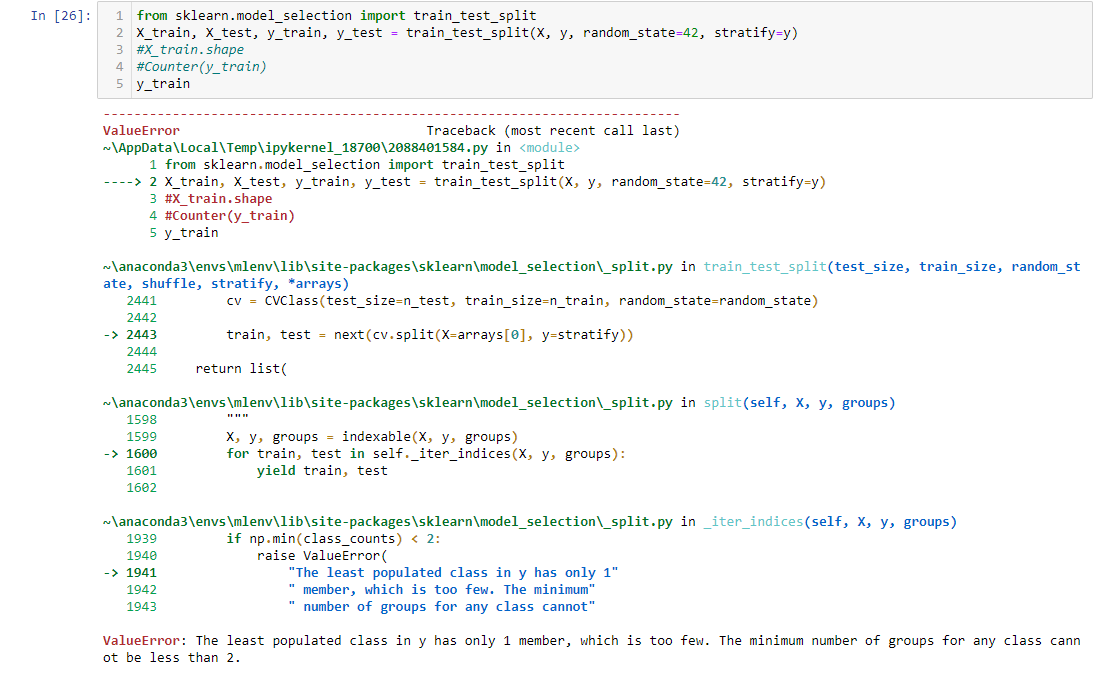 In [26]:
1 from sklearn.model_selection import train_test_split
2 X_train, X_test, y_train, y_test = train_test_split(X, y, random_state=42, stratify=y)
3 #X_train.shape
4 #Counter(y_train)
5 y_train
---------------------------------------------------------------------------
ValueError                                Traceback (most recent call last)
~\AppData\Local\Temp\ipykernel_18700\2088401584.py in <module>
      1 from sklearn.model_selection import train_test_split
----> 2 X_train, X_test, y_train, y_test = train_test_split(X, y, random_state=42, stratify=y)
      3 #X_train.shape
      4 #Counter(y_train)
      5 y_train
~\anaconda3\envs\mlenv\lib\site-packages\sklearn\model_selection\_split.py in train_test_split(test_size, train_size, random_st
ate, shuffle, stratify, *arrays)
   2441         cv = CVClass(test_size=n_test, train_size=n_train, random_state=random_state)
   2442
-> 2443         train, test = next(cv.split(X=arrays[0], y=stratify))
   2444
   2445     return list(
~\anaconda3\envs\mlenv\lib\site-packages\sklearn\model_selection\_split.py in split(self, X, y, groups)
   1598         """
   1599         X, y, groups = indexable(X, y, groups)
-> 1600         for train, test in self._iter_indices(X, y, groups):
   1601             yield train, test
   1602
~\anaconda3\envs\mlenv\lib\site-packages\sklearn\model_selection\_split.py in _iter_indices(self, X, y, groups)
   1939         if np.min(class_counts) < 2:
   1940             raise ValueError(
-> 1941                 "The least populated class in y has only 1"
   1942                 " member, which is too few. The minimum"
   1943                 " number of groups for any class cannot"
ValueError: The least populated class in y has only 1 member, which is too few. The minimum number of groups for any class cann
ot be less than 2.